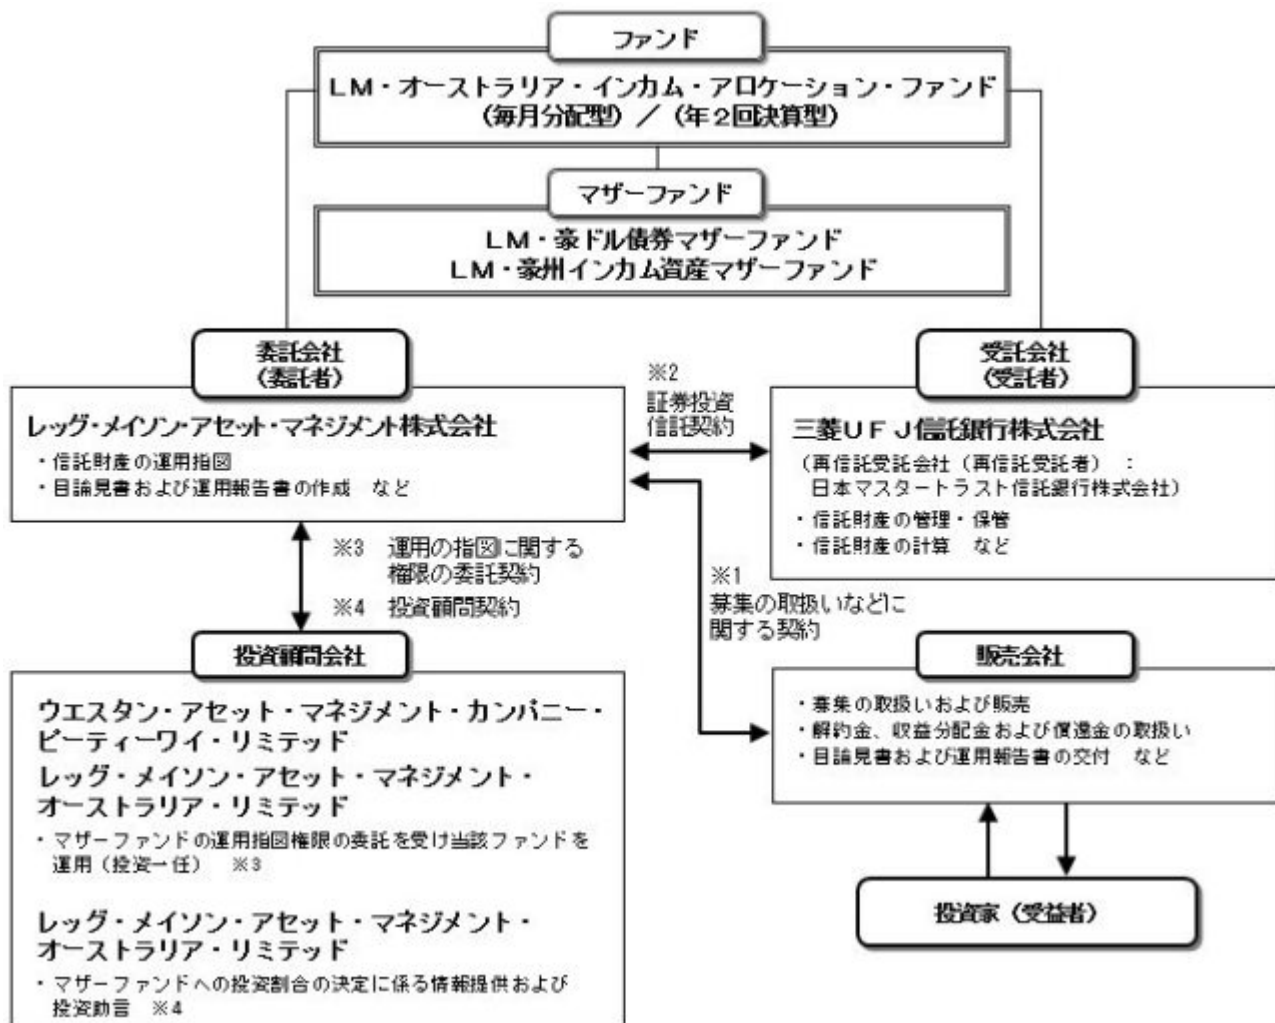 ファンド
LM・オーストラリア・インカム・アロケーション・ファンド
（毎月分配型）／（年２回決算型）
マザーファンド
LM・豪ドル債券マザーファンド
LM・豪州インカム資産マザーファンド
委託会社
（委託者）
レッグ・メイソン・アセット・マネジメント株式会社
・信託財産の運用指図
・目論見書および運用報告書の作成　など
※2
証券投資
信託契約
受託会社
（受託者）
三菱ＵＦＪ信託銀行株式会社
（再信託受託会社（再信託受託者）：
日本マスタートラスト信託銀行株式会社）
・信託財産の管理・保管
・信託財産の計算　など
※3　運用の指図に関する
権限の委託契約
※4　投資顧問契約
※1
募集の取扱いなどに
関する契約
投資顧問会社
ウエスタン・アセット・マネジメント・カンパニー・
ピーティーワイ・リミテッド
レッグ・メイソン・アセット・マネジメント・
オーストラリア・リミテッド
・マザーファンドの運用指図権限の委託を受け当該ファンドを
運用（投資一任）　※3
レッグ・メイソン・アセット・マネジメント・
オーストラリア・リミテッド
・マザーファンドへの投資割合の決定に係る情報提供および
投資助言　※4
販売会社
・募集の取扱いおよび販売
・解約金、収益分配金および償還金の取扱い
・目論見書および運用報告書の交付　など
投資家（受益者）